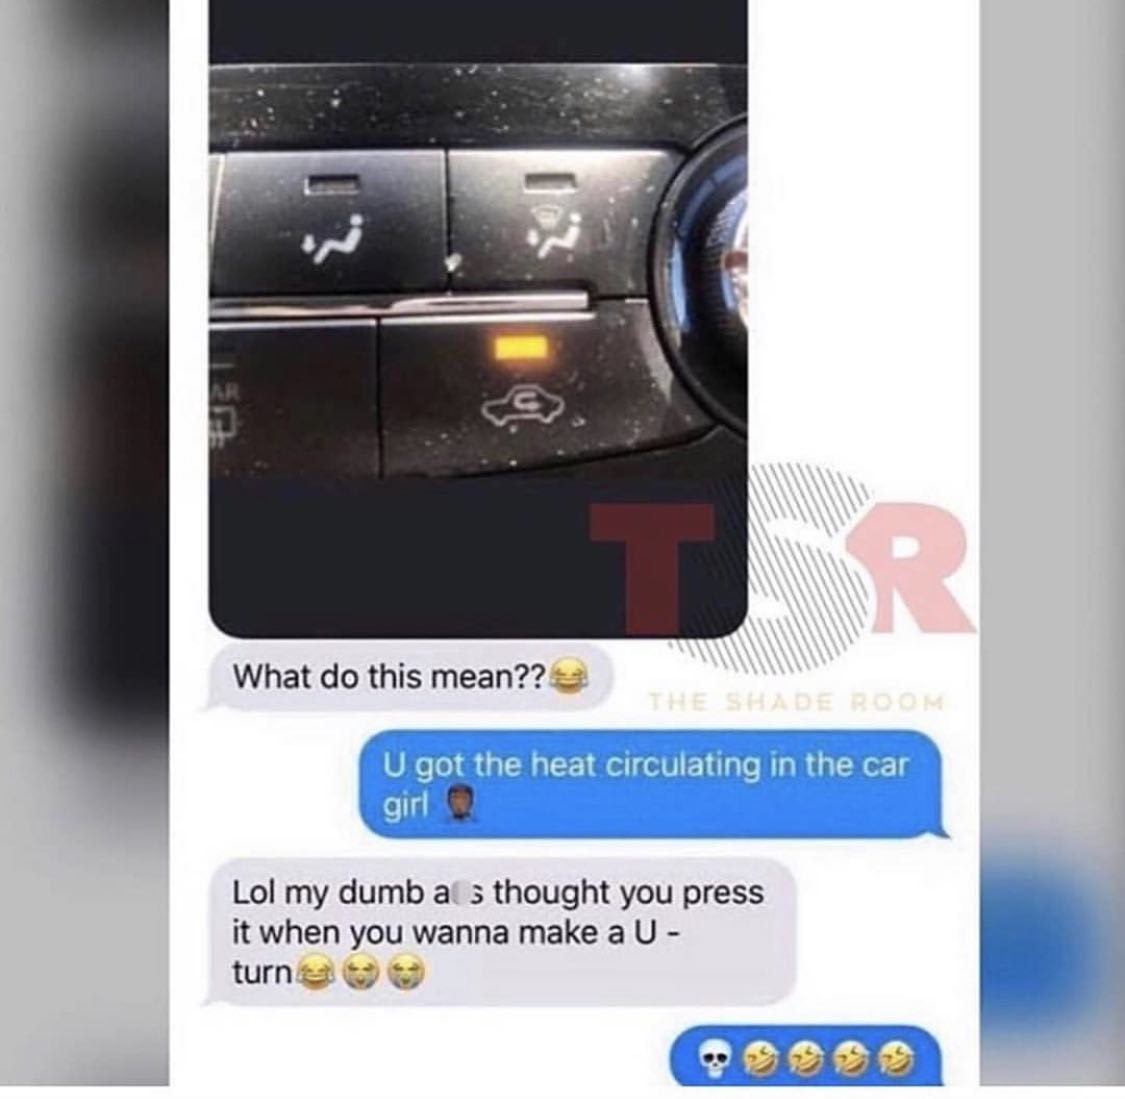 AR
TSR
What do this mean??😂
THE SHADE ROOM
U got the heat circulating in the car
girl
Lol my dumb a s thought you press
it when you wanna make a U -
turn😂😭😭
💀🤣🤣🤣🤣